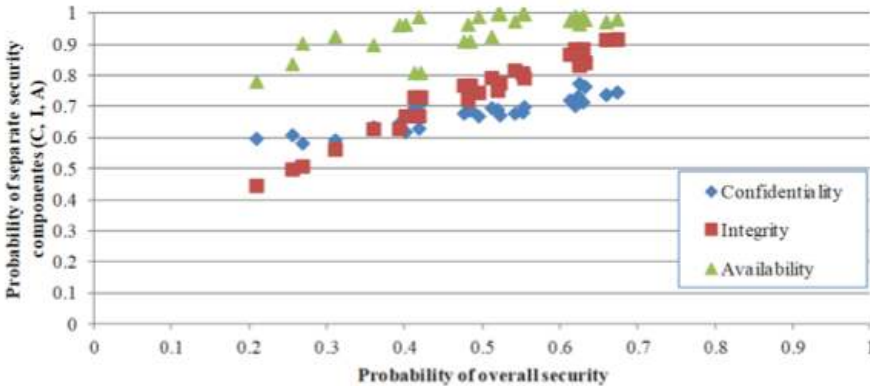 Probability of separate security
componentes (C, I, A)
1
0.9
0.8
0.7
0.6
0.5
0.4
0.3
0.2
0.1
0
0 0.1 0.2 0.3 0.4 0.5 0.6 0.7 0.8 0.9 1
Probability of overall security
Confidentiality
Integrity
Availability